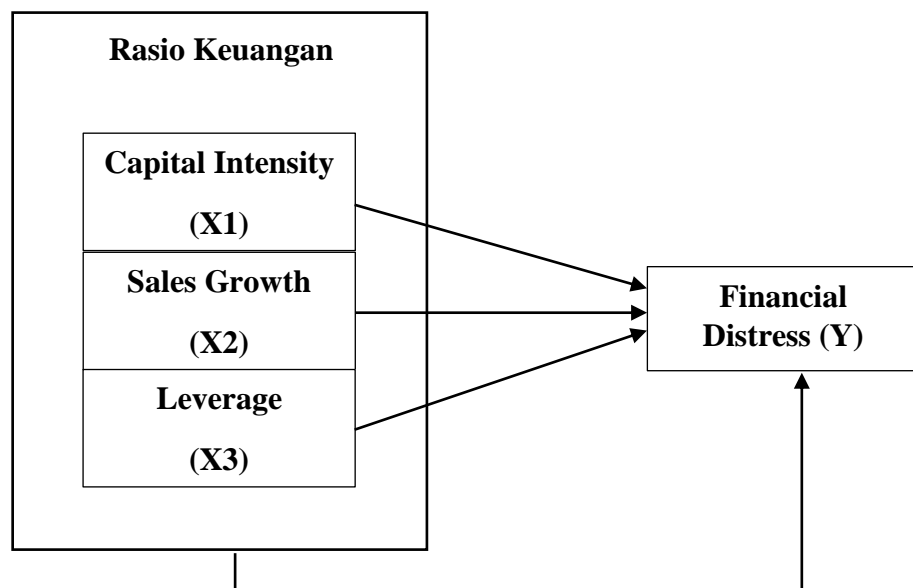 Rasio Keuangan
Capital Intensity
(X1)
Sales Growth
(X2)
Leverage
(X3)
Financial
Distress (Y)